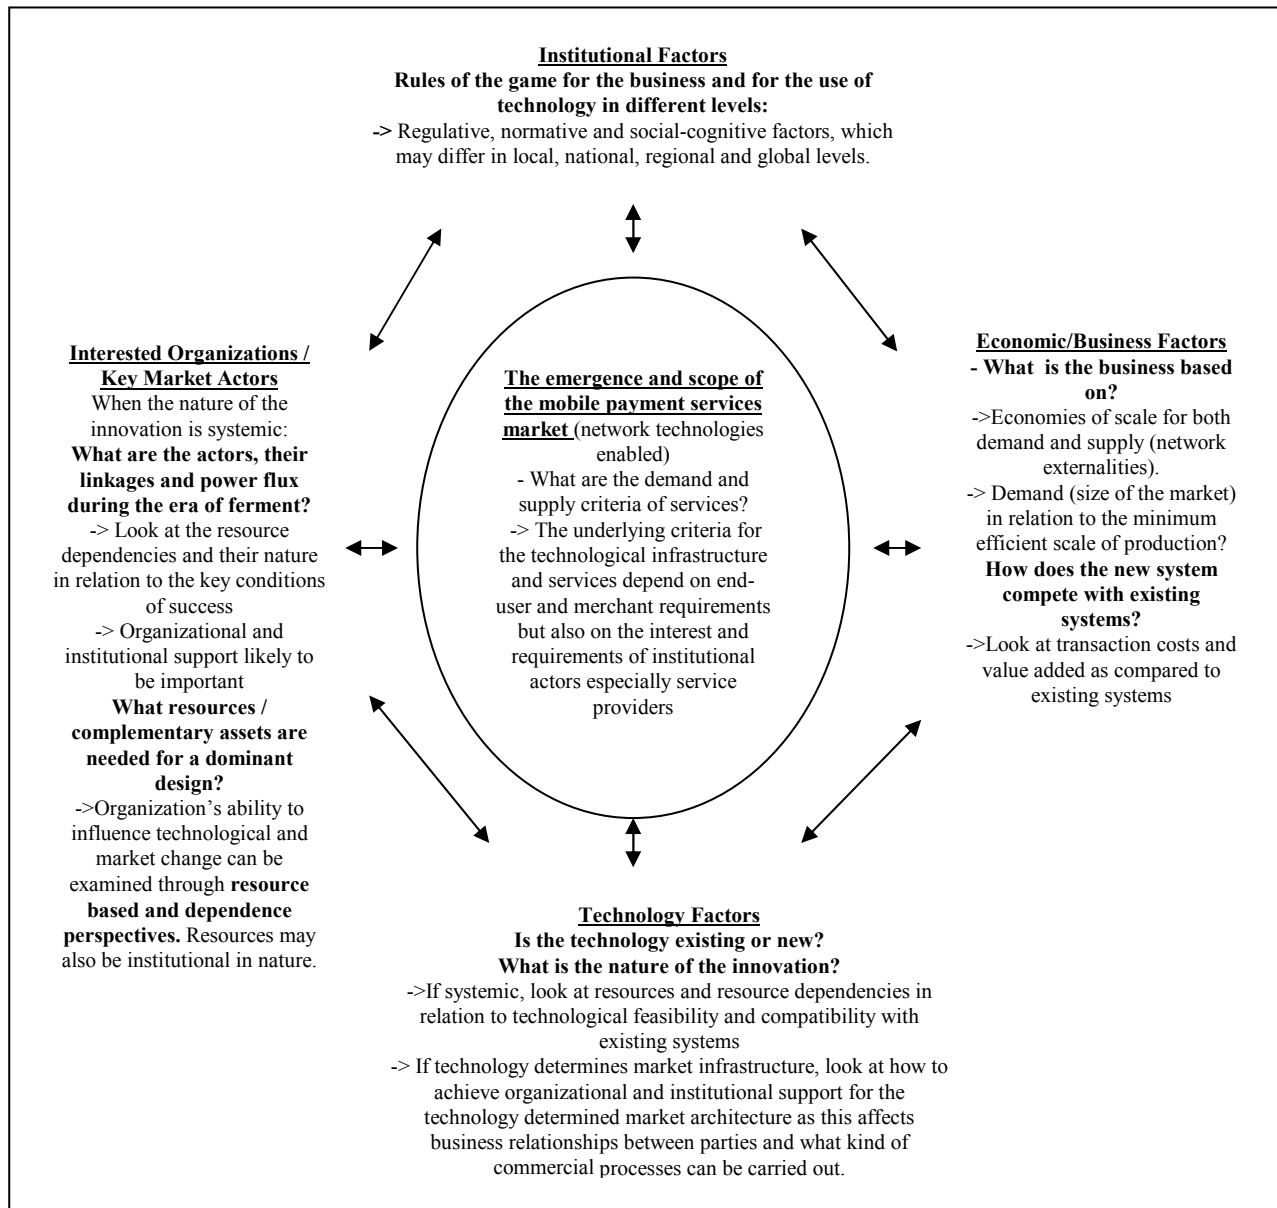 Institutional Factors
Rules of the game for the business and for the use of
technology in different levels:
-> Regulative, normative and social-cognitive factors, which
may differ in local, national, regional and global levels.
Interested Organizations /
Key Market Actors
When the nature of the
innovation is systemic:
What are the actors, their
linkages and power flux
during the era of ferment?
-> Look at the resource
dependencies and their nature
in relation to the key conditions
of success
-> Organizational and
institutional support likely to
be important
What resources /
complementary assets are
needed for a dominant
design?
->Organization’s ability to
influence technological and
market change can be
examined through resource
based and dependence
perspectives. Resources may
also be institutional in nature.
The emergence and scope of
the mobile payment services
market (network technologies
enabled)
- What are the demand and
supply criteria of services?
-> The underlying criteria for
the technological infrastructure
and services depend on end-
user and merchant requirements
but also on the interest and
requirements of institutional
actors especially service
providers
Economic/Business Factors
- What is the business based
on?
->Economies of scale for both
demand and supply (network
externalities).
-> Demand (size of the market)
in relation to the minimum
efficient scale of production?
How does the new system
compete with existing
systems?
->Look at transaction costs and
value added as compared to
existing systems
Technology Factors
Is the technology existing or new?
What is the nature of the innovation?
->If systemic, look at resources and resource dependencies in
relation to technological feasibility and compatibility with
existing systems
-> If technology determines market infrastructure, look at how to
achieve organizational and institutional support for the
technology determined market architecture as this affects
business relationships between parties and what kind of
commercial processes can be carried out.